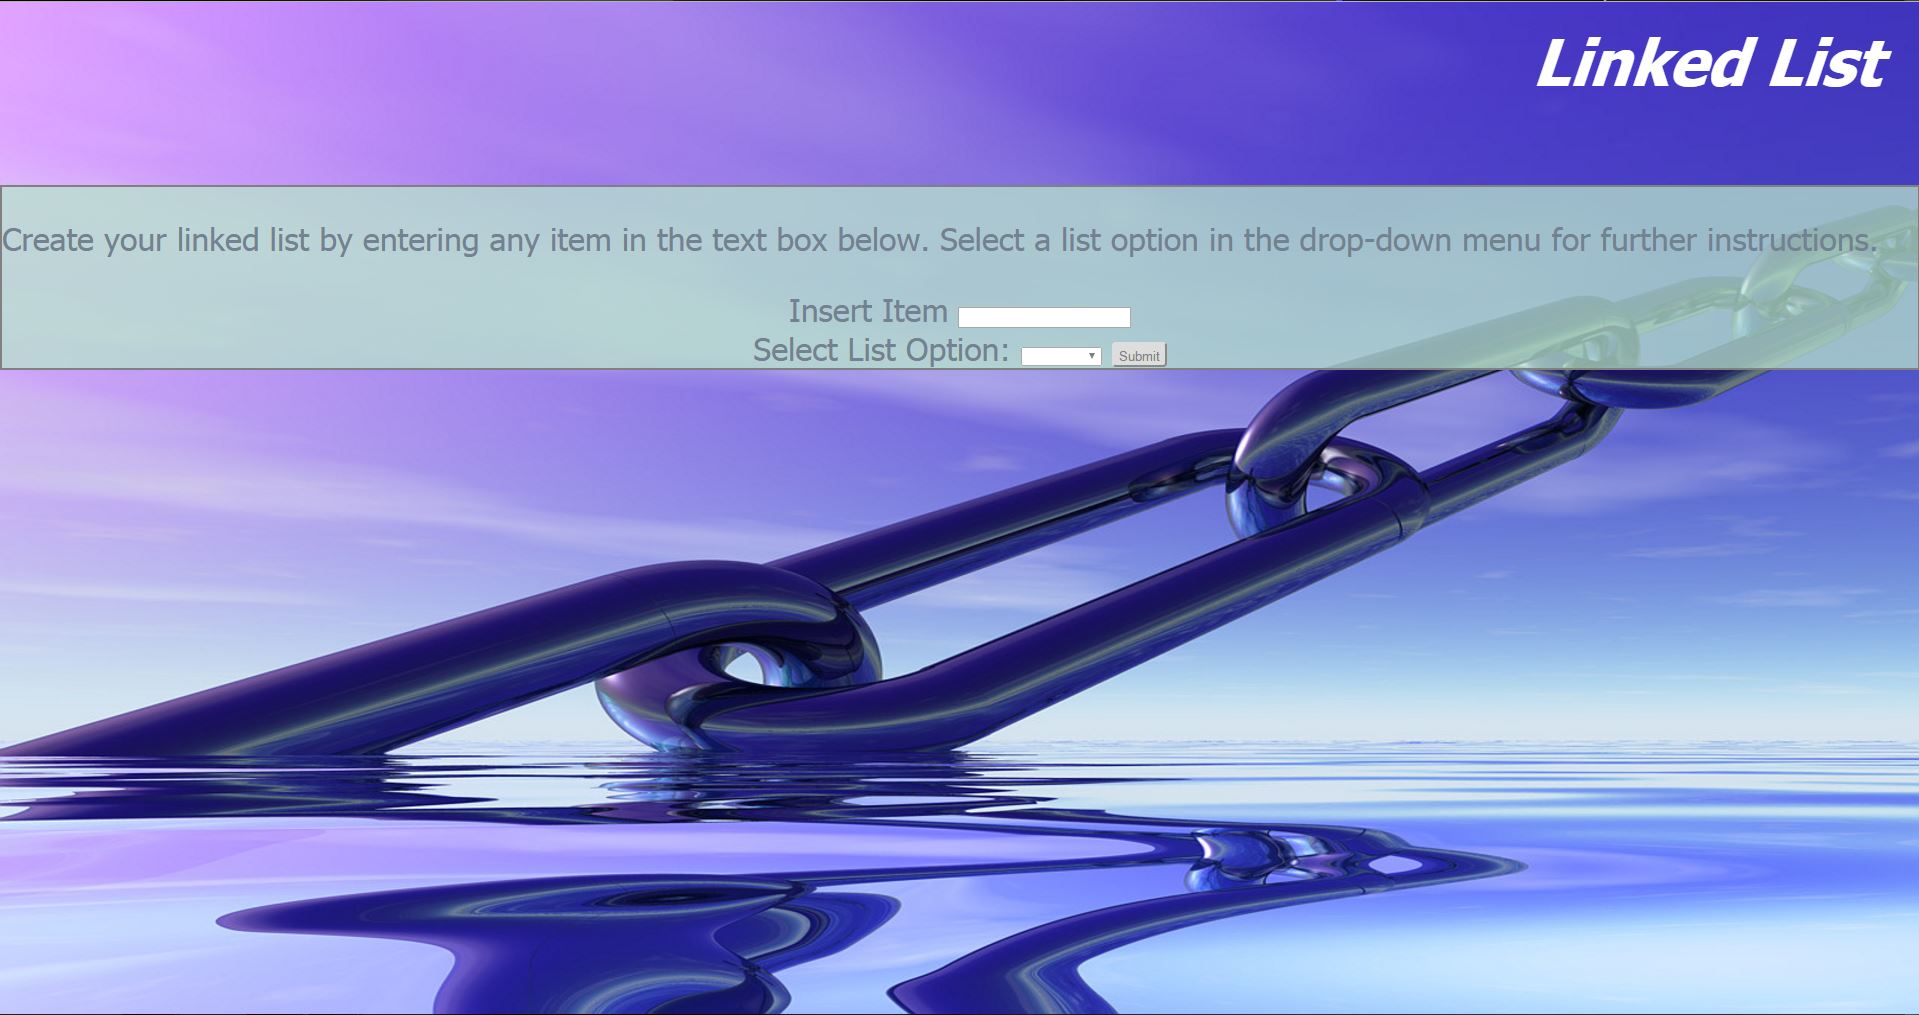 Linked List
Create your linked list by entering any item in the text box below. Select a list option in the drop-down menu for further instructions.
Insert Item
Select List Option:
Submit